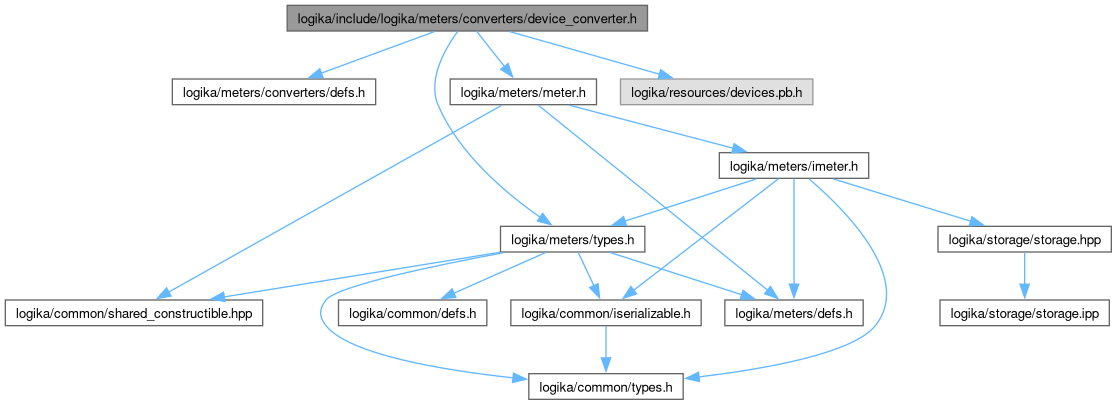 logika/include/logika/meters/converters/device_converter.h
logika/meters/converters/defs.h
logika/meters/meter.h
logika/resources/devices.pb.h
logika/meters/imeter.h
logika/meters/types.h
logika/storage/storage.hpp
logika/common/shared_constructible.hpp
logika/common/defs.h
logika/common/iserializable.h
logika/meters/defs.h
logika/storage/storage.ipp
logika/common/types.h